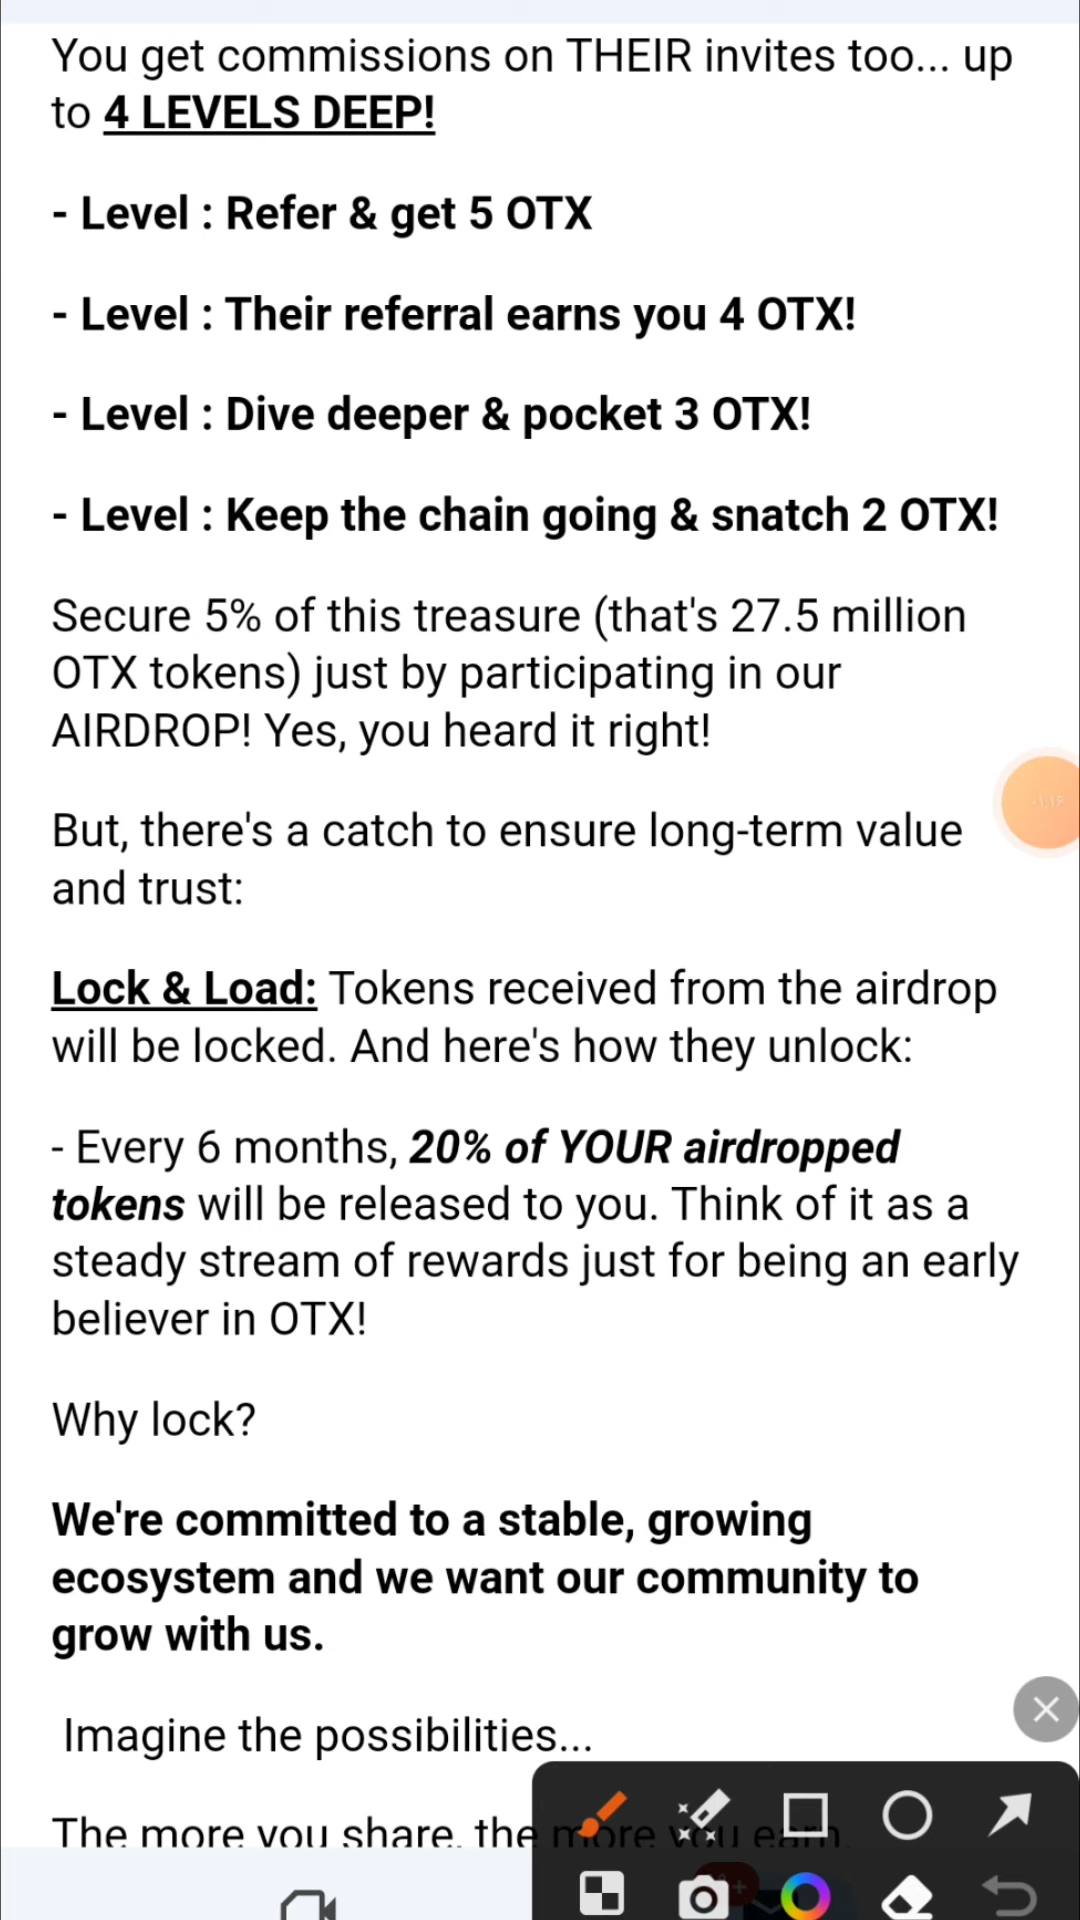 You get commissions on THEIR invites too... up
to 4 LEVELS DEEP!
- Level : Refer & get 5 OTX
- Level : Their referral earns you 4 OTX!
- Level : Dive deeper & pocket 3 OTX!
- Level : Keep the chain going & snatch 2 OTX!
Secure 5% of this treasure (that's 27.5 million
OTX tokens) just by participating in our
AIRDROP! Yes, you heard it right!
But, there's a catch to ensure long-term value
and trust:
Lock & Load: Tokens received from the airdrop
will be locked. And here's how they unlock:
- Every 6 months, 20% of YOUR airdropped
tokens will be released to you. Think of it as a
steady stream of rewards just for being an early
believer in OTX!
Why lock?
We're committed to a stable, growing
ecosystem and we want our community to
grow with us.
Imagine the possibilities...
The more you share, the more you earn.